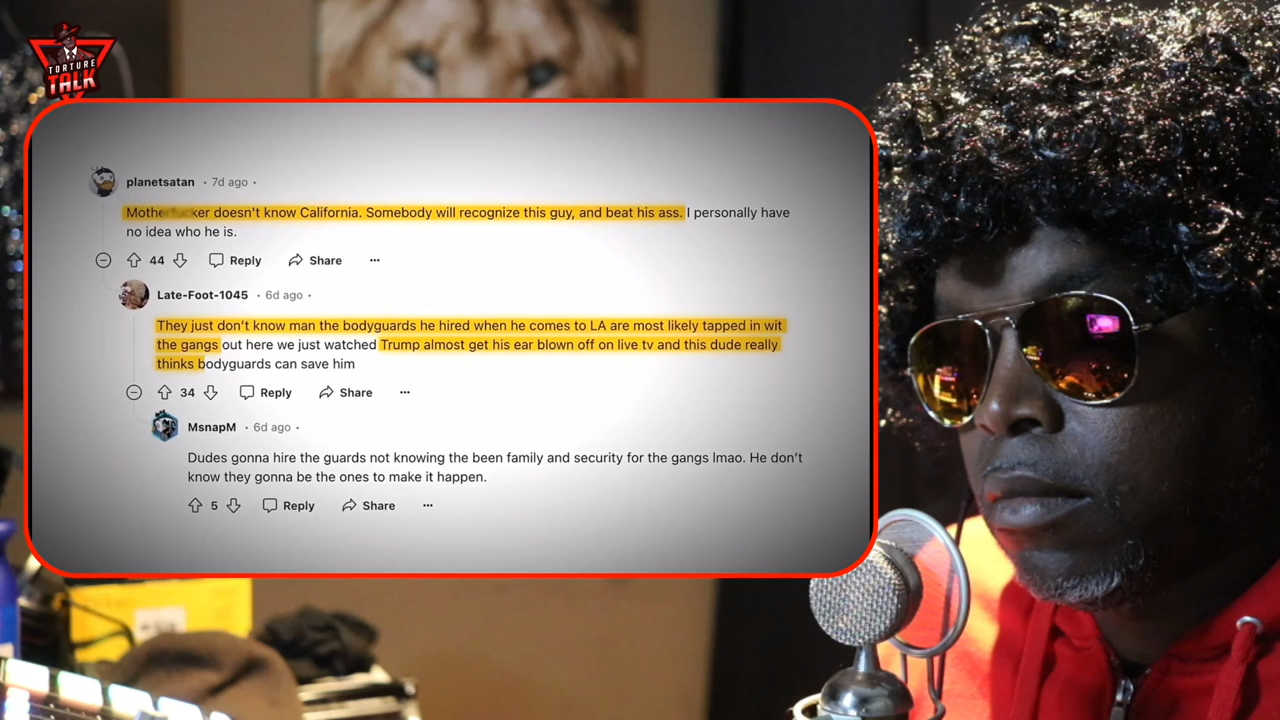 TORTURE
TALK
planetsatan · 7d ago ·
Motherfucker doesn't know California. Somebody will recognize this guy, and beat his ass. I personally have
no idea who he is.
44 Reply Share ...
Late-Foot-1045 · 6d ago ·
They just don't know man the bodyguards he hired when he comes to LA are most likely tapped in wit
the gangs out here we just watched Trump almost get his ear blown off on live tv and this dude really
thinks bodyguards can save him
34 Reply Share ...
MsnapM · 6d ago ·
Dudes gonna hire the guards not knowing the been family and security for the gangs lmao. He don't
know they gonna be the ones to make it happen.
5 Reply Share ...